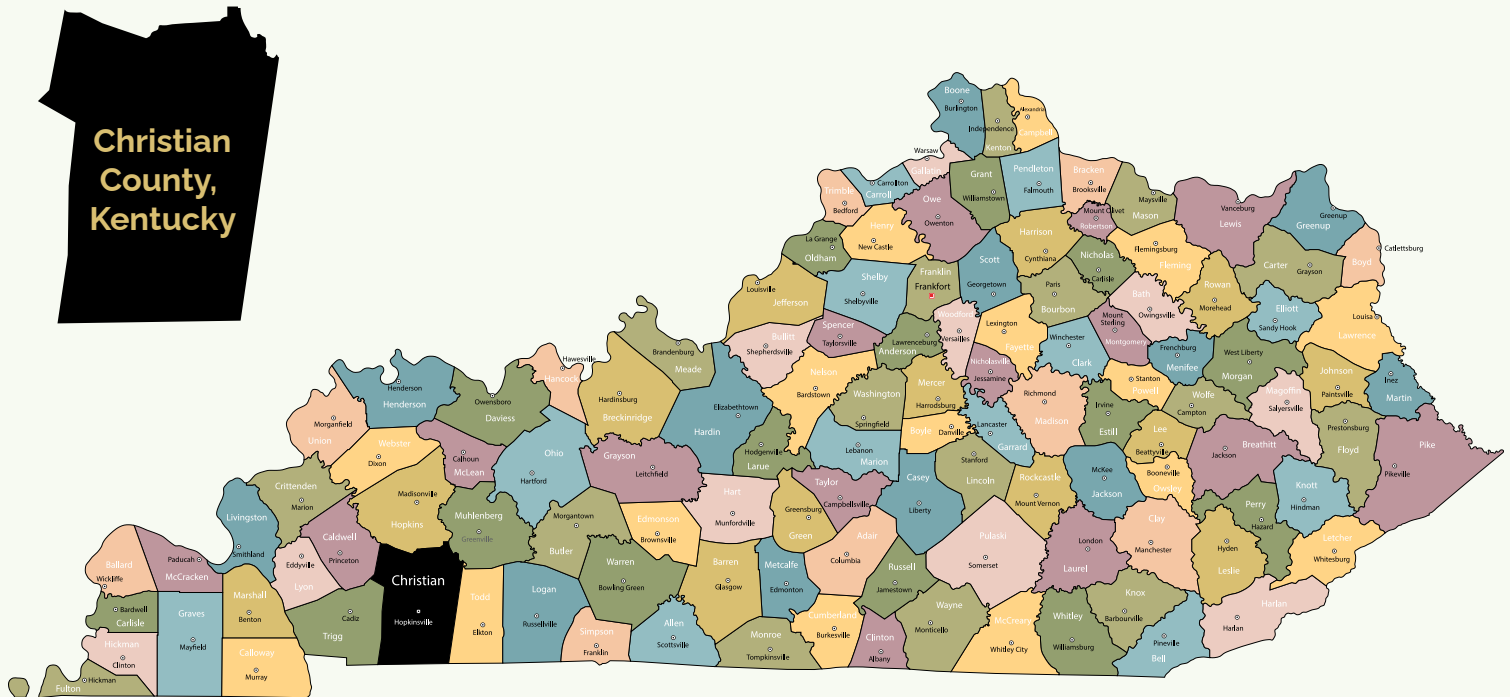 Christian
County,
Kentucky
Boone
Burlington
Independence
Kenton
Alexandria
Campbell
Warsaw
Gallatin
Carrollton
Carroll
Trimble
Bedford
Owe
Owenton
Grant
Williamstown
Pendleton
Falmouth
Bracken
Brooksville
Mount Olivet
Robertson
Maysville
Mason
Vanceburg
Lewis
Greenup
Greenup
Catlettsburg
Boyd
Henry
New Castle
La Grange
Oldham
Harrison
Cynthiana
Nicholas
Carlisle
Flemingsburg
Fleming
Carter
Grayson
Rowan
Morehead
Louisville
Jefferson
Shelby
Shelbyville
Franklin
Frankfort
Scott
Georgetown
Paris
Bourbon
Bath
Owingsville
Mount
Sterling
Montgomery
Elliott
Sandy Hook
Louisa
Lawrence
Bullitt
Shepherdsville
Spencer
Taylorsville
Lawrenceburg
Anderson
Woodford
Versailles
Lexington
Fayette
Winchester
Clark
Frenchburg
Menifee
West Liberty
Morgan
Johnson
Paintsville
Inez
Martin
Brandenburg
Meade
Hawesville
Hancock
Hardinsburg
Breckinridge
Elizabethtown
Hardin
Nelson
Bardstown
Washington
Springfield
Mercer
Harrodsburg
Nicholasville
Jessamine
Richmond
Madison
Stanton
Powell
Wolfe
Campton
Magoffin
Salyersville
Henderson
Henderson
Owensboro
Daviess
Morganfield
Union
Webster
Dixon
Calhoun
McLean
Ohio
Hartford
Grayson
Leitchfield
Hodgenville
Larue
Lebanon
Marion
Boyle
Danville
Lancaster
Garrard
Irvine
Estill
Lee
Beattyville
Breathitt
Jackson
Prestonsburg
Floyd
Pike
Pikeville
Crittenden
Marion
Madisonville
Hopkins
Muhlenberg
Greenville
Morgantown
Butler
Edmonson
Brownsville
Hart
Munfordville
Greensburg
Green
Taylor
Campbellsville
Casey
Liberty
Stanford
Lincoln
Rockcastle
Mount Vernon
McKee
Jackson
Booneville
Owsley
Perry
Hazard
Knott
Hindman
Livingston
Smithland
Caldwell
Princeton
Eddyville
Lyon
Ballard
Wickliffe
Paducah
McCracken
Marshall
Benton
Bardwell
Carlisle
Graves
Mayfield
Hickman
Clinton
Hickman
Fulton
Calloway
Murray
Cadiz
Trigg
Christian
Hopkinsville
Todd
Elkton
Logan
Russellville
Warren
Bowling Green
Simpson
Franklin
Barren
Glasgow
Allen
Scottsville
Metcalfe
Edmonton
Monroe
Tompkinsville
Adair
Columbia
Cumberland
Burkesville
Russell
Jamestown
Clinton
Albany
Wayne
Monticello
Pulaski
Somerset
McCreary
Whitley City
London
Laurel
Whitley
Williamsburg
Clay
Manchester
Knox
Barbourville
Pineville
Bell
Hyden
Leslie
Letcher
Whitesburg
Harlan
Harlan